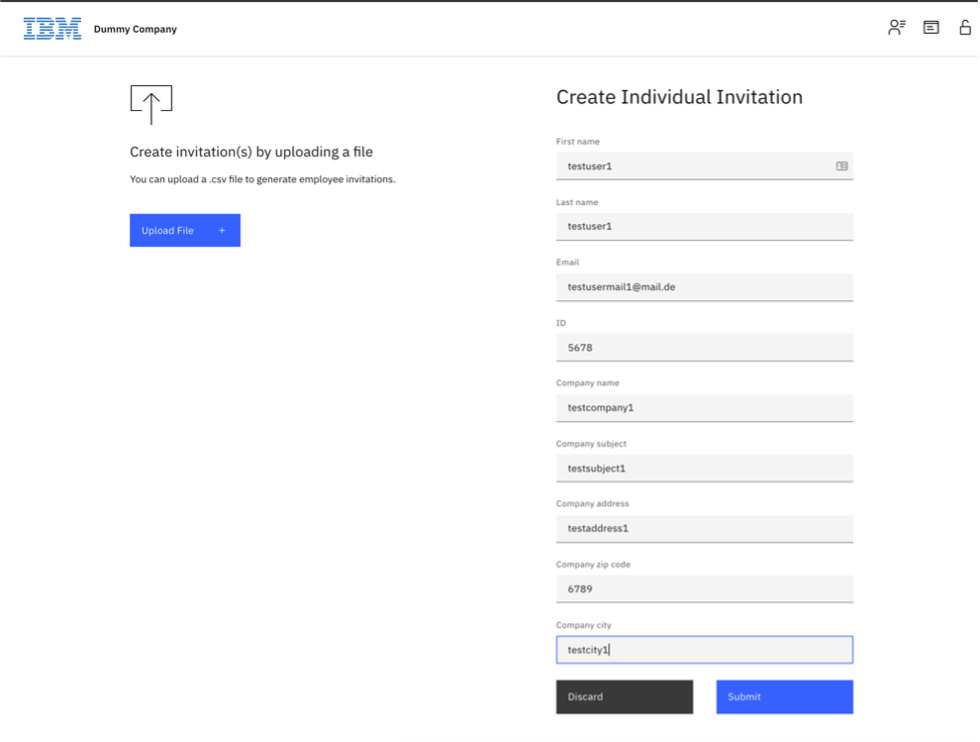 IBM Dummy Company
Create invitation(s) by uploading a file
You can upload a .csv file to generate employee invitations.
Upload File +
Create Individual Invitation
First name
testuser1
Last name
testuser1
Email
testusermail1@mail.de
ID
5678
Company name
testcompany1
Company subject
testsubject1
Company address
testaddress1
Company zip code
6789
Company city
testcity1
Discard Submit